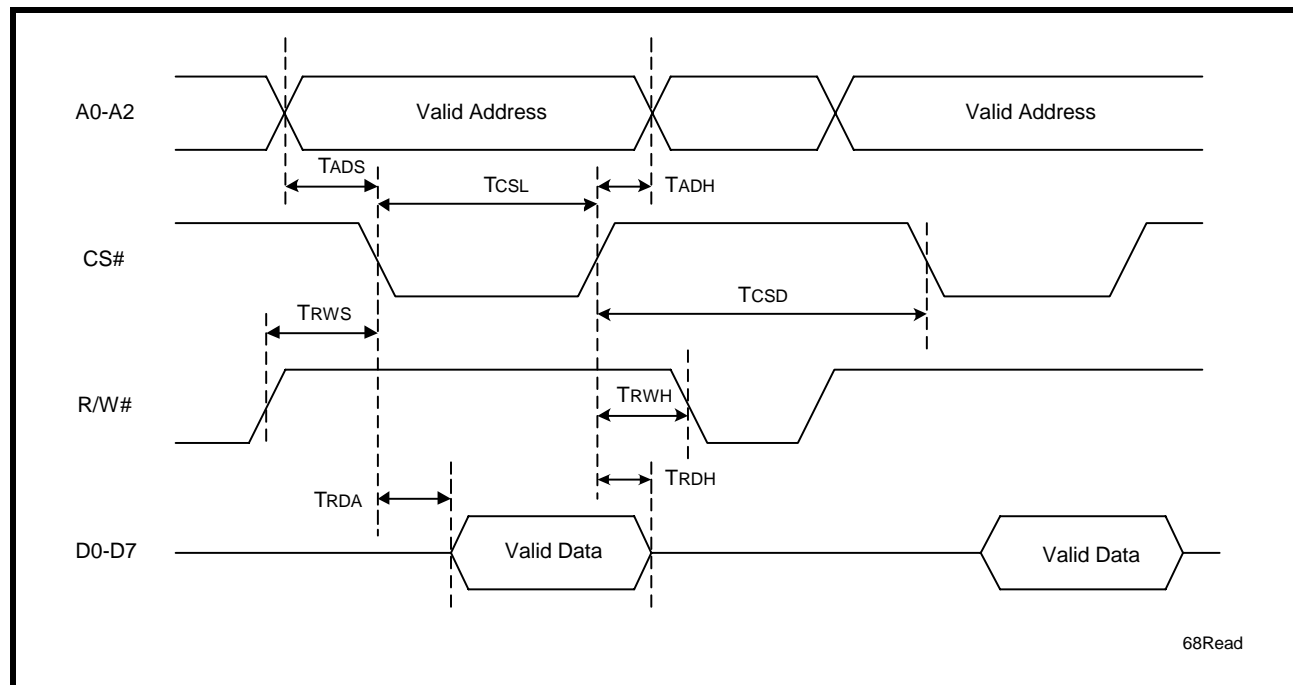 A0-A2
Valid Address
Valid Address
TADS
TCSL
TADH
CS#
TCSD
TRWS
R/W#
TRWH
TRDH
TRDA
D0-D7
Valid Data
Valid Data
68Read